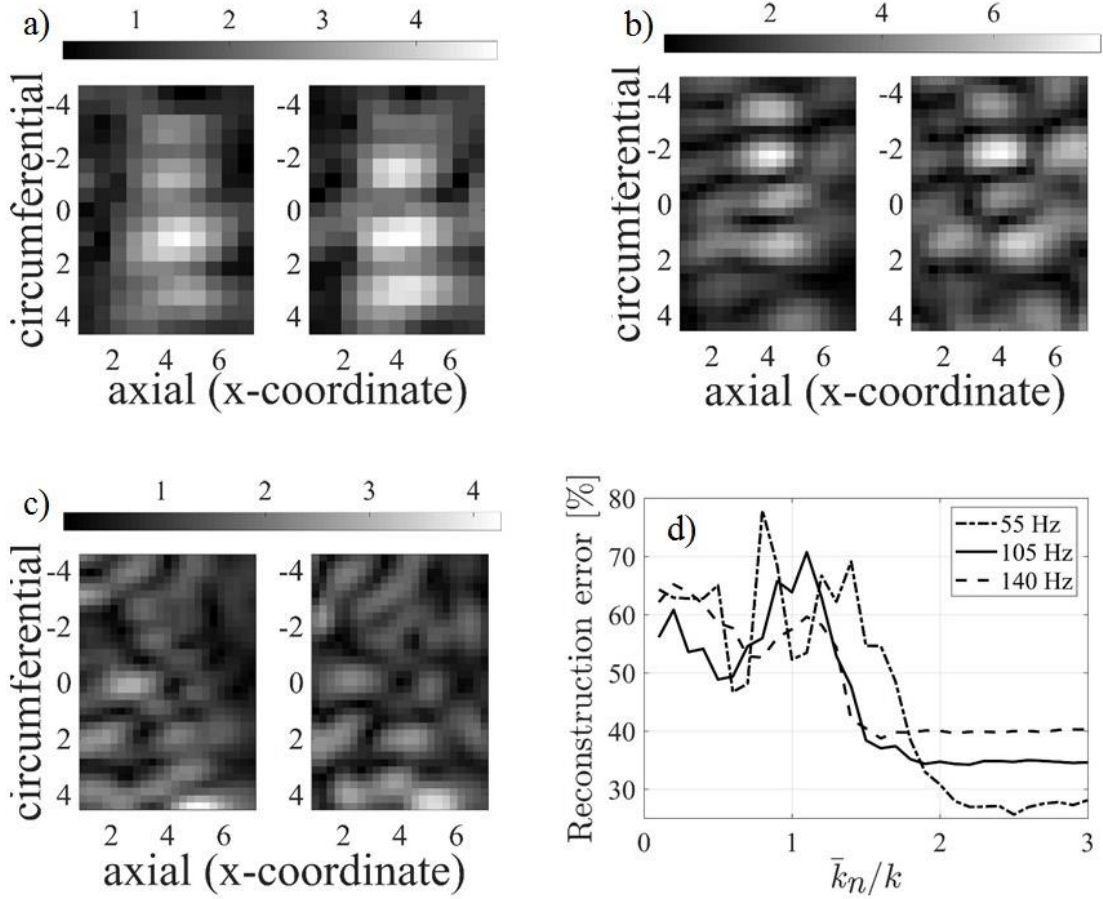 a)
1 2 3 4
circumferential
-4
-2
0
2
4
2 4 6
2 4 6
axial (x-coordinate)
-4
-2
0
2
4
b)
2 4 6
circumferential
-4
-2
0
2
4
2 4 6
2 4 6
axial (x-coordinate)
-4
-2
0
2
4
c)
1 2 3 4
circumferential
-4
-2
0
2
4
2 4 6
2 4 6
axial (x-coordinate)
-4
-2
0
2
4
d)
Reconstruction error [%]
80
70
60
50
40
30
0 1 2 3
k̄n/k
55 Hz
105 Hz
140 Hz